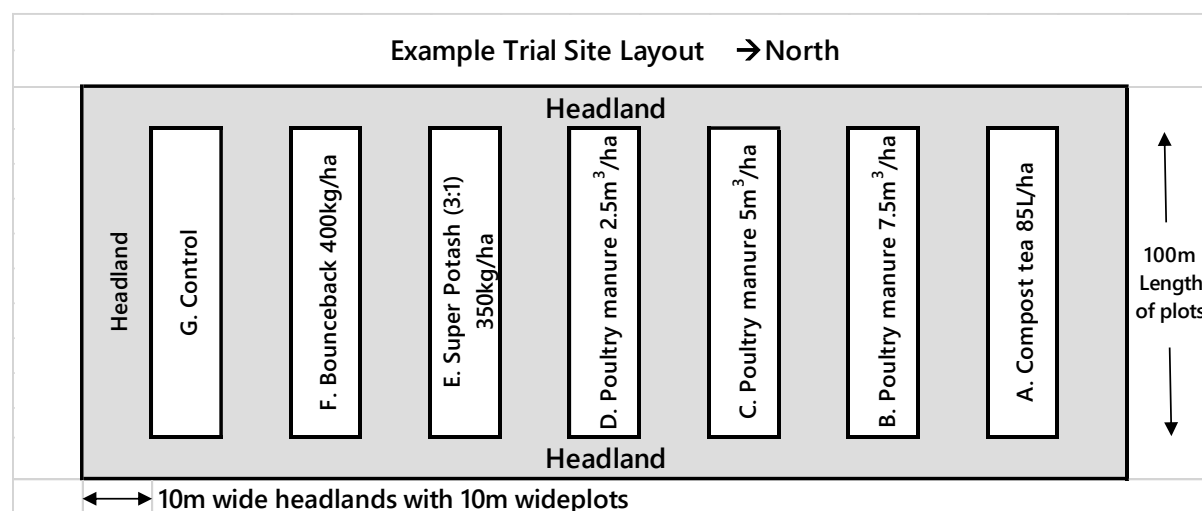 Example Trial Site Layout →North
Headland
Headland
G. Control
F. Bounceback 400kg/ha
E. Super Potash (3:1)
350kg/ha
D. Poultry manure 2.5m³/ha
C. Poultry manure 5m³/ha
B. Poultry manure 7.5m³/ha
A. Compost tea 85L/ha
100m
Length
of plots
Headland
10m wide headlands with 10m wideplots